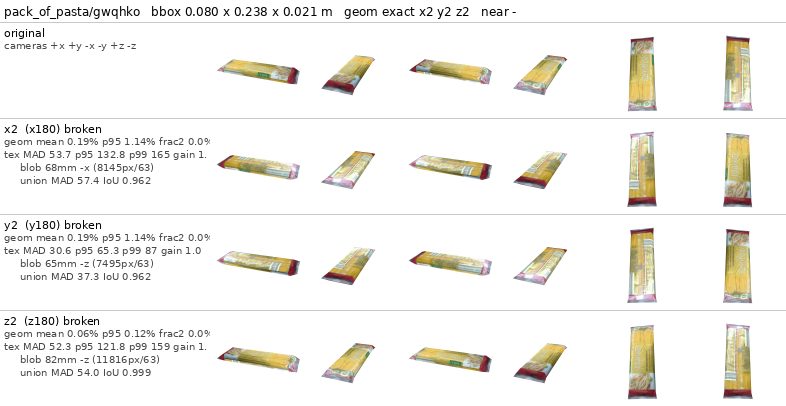 pack_of_pasta/gwqhko bbox 0.080 x 0.238 x 0.021 m geom exact x2 y2 z2 near -
original
cameras +x +y -x -y +z -z
x2 (x180) broken
geom mean 0.19% p95 1.14% frac2 0.0%
tex MAD 53.7 p95 132.8 p99 165 gain 1.
blob 68mm -x (8145px/63)
union MAD 57.4 IoU 0.962
y2 (y180) broken
geom mean 0.19% p95 1.14% frac2 0.0%
tex MAD 30.6 p95 65.3 p99 87 gain 1.0
blob 65mm -z (7495px/63)
union MAD 37.3 IoU 0.962
z2 (z180) broken
geom mean 0.06% p95 0.12% frac2 0.0%
tex MAD 52.3 p95 121.8 p99 159 gain 1.
blob 82mm -z (11816px/63)
union MAD 54.0 IoU 0.999